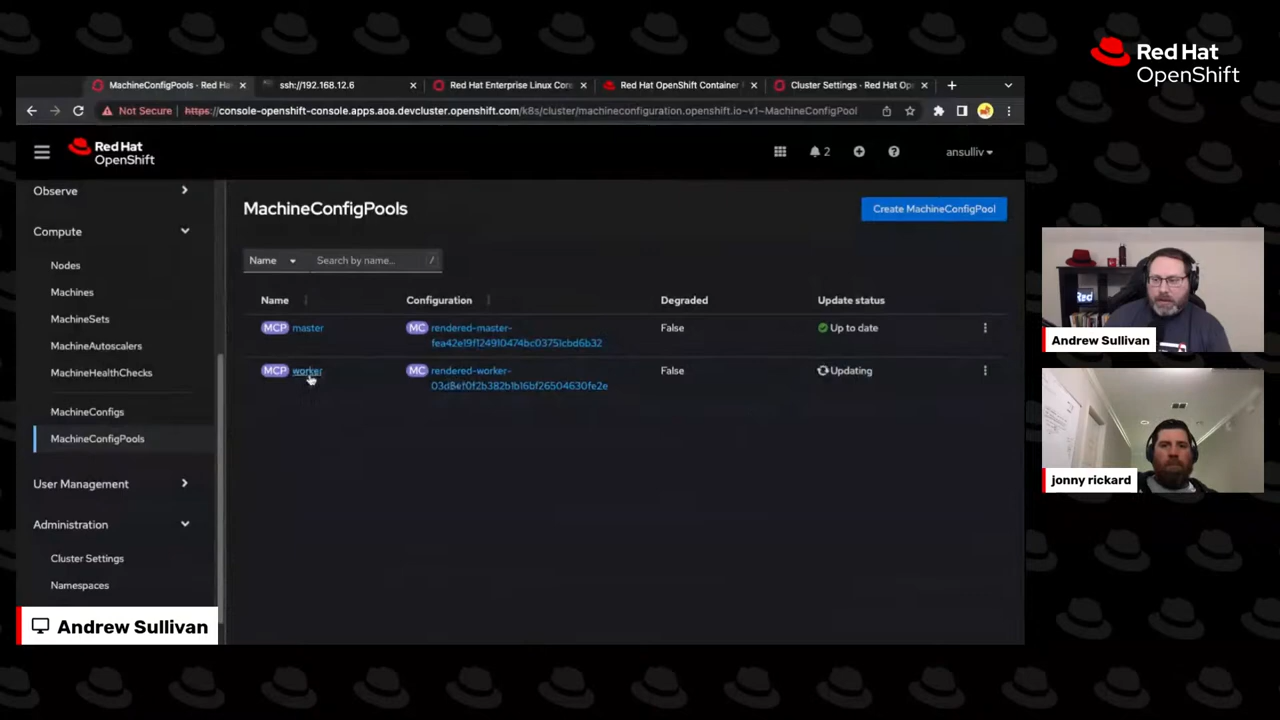 Red Hat
OpenShift
MachineConfigPools - Red Ha
ssh://192.168.12.6
Red Hat Enterprise Linux Cor
Red Hat OpenShift Container
Cluster Settings - Red Hat Op
Not Secure
https://console-openshift-console.apps.aoa.devcluster.openshift.com/k8s/cluster/machineconfiguration.openshift.io~v1~MachineConfigPool
Red Hat
OpenShift
2
ansulliv
Observe
Compute
Nodes
Machines
MachineSets
MachineAutoscalers
MachineHealthChecks
MachineConfigs
MachineConfigPools
User Management
Administration
Cluster Settings
Namespaces
MachineConfigPools
Create MachineConfigPool
Name
Search by name...
/
Name
Configuration
Degraded
Update status
MCP master
MC rendered-master-
fea42e19f124910474bc03751cbd6b32
False
Up to date
MCP worker
MC rendered-worker-
03d8ef0f2b382b1b16bf26504630fe2e
False
Updating
Andrew Sullivan
Red
Andrew Sullivan
jonny rickard